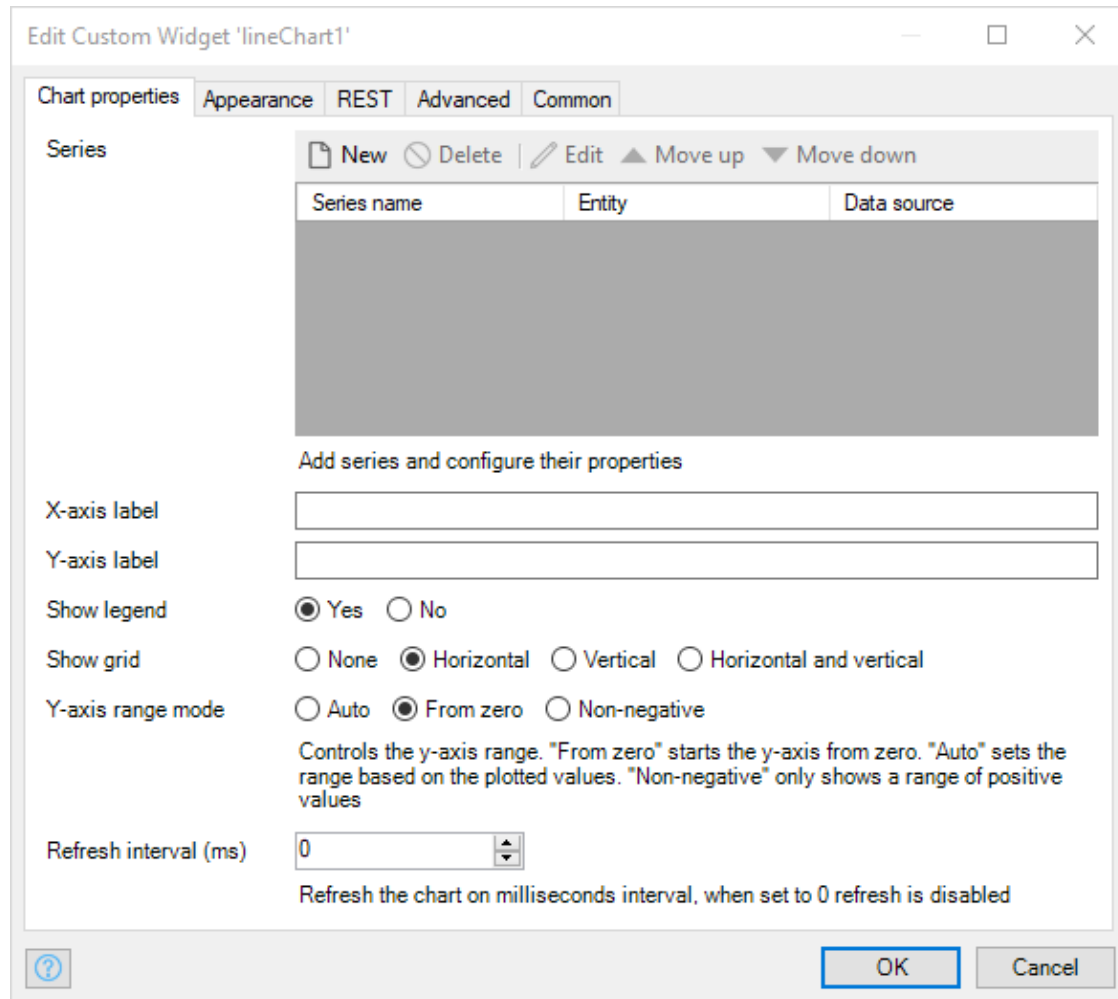 Edit Custom Widget 'lineChart1'
Chart properties Appearance REST Advanced Common
Series
New Delete Edit Move up Move down
Series name Entity Data source
Add series and configure their properties
X-axis label
Y-axis label
Show legend Yes No
Show grid None Horizontal Vertical Horizontal and vertical
Y-axis range mode Auto From zero Non-negative
Controls the y-axis range. "From zero" starts the y-axis from zero. "Auto" sets the
range based on the plotted values. "Non-negative" only shows a range of positive
values
Refresh interval (ms) 0
Refresh the chart on milliseconds interval, when set to 0 refresh is disabled
? OK Cancel